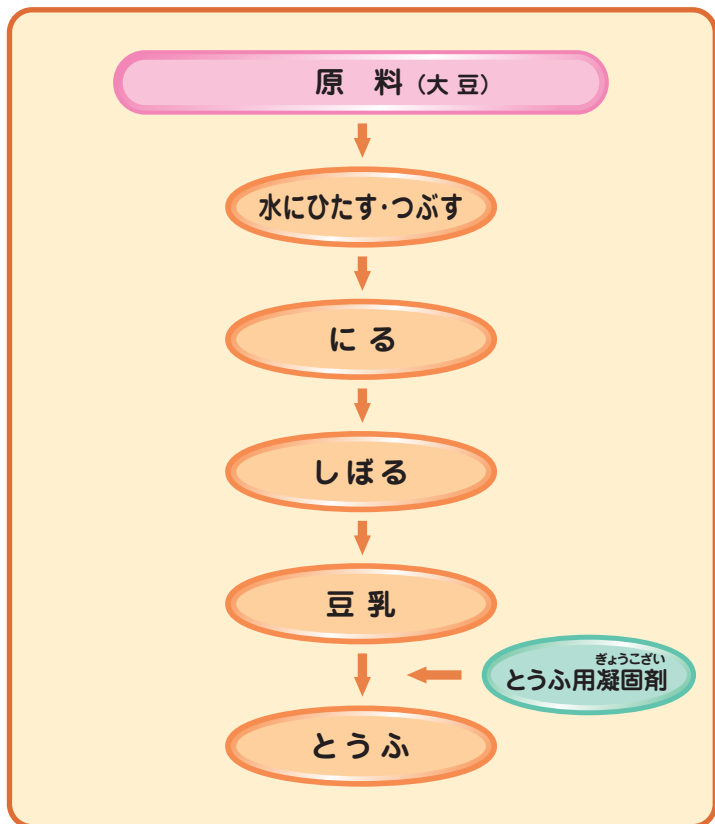 原 料（大 豆）
水にひたす・つぶす
に る
し ぼ る
豆 乳
ぎょうこざい
とうふ用凝固剤
と う ふ